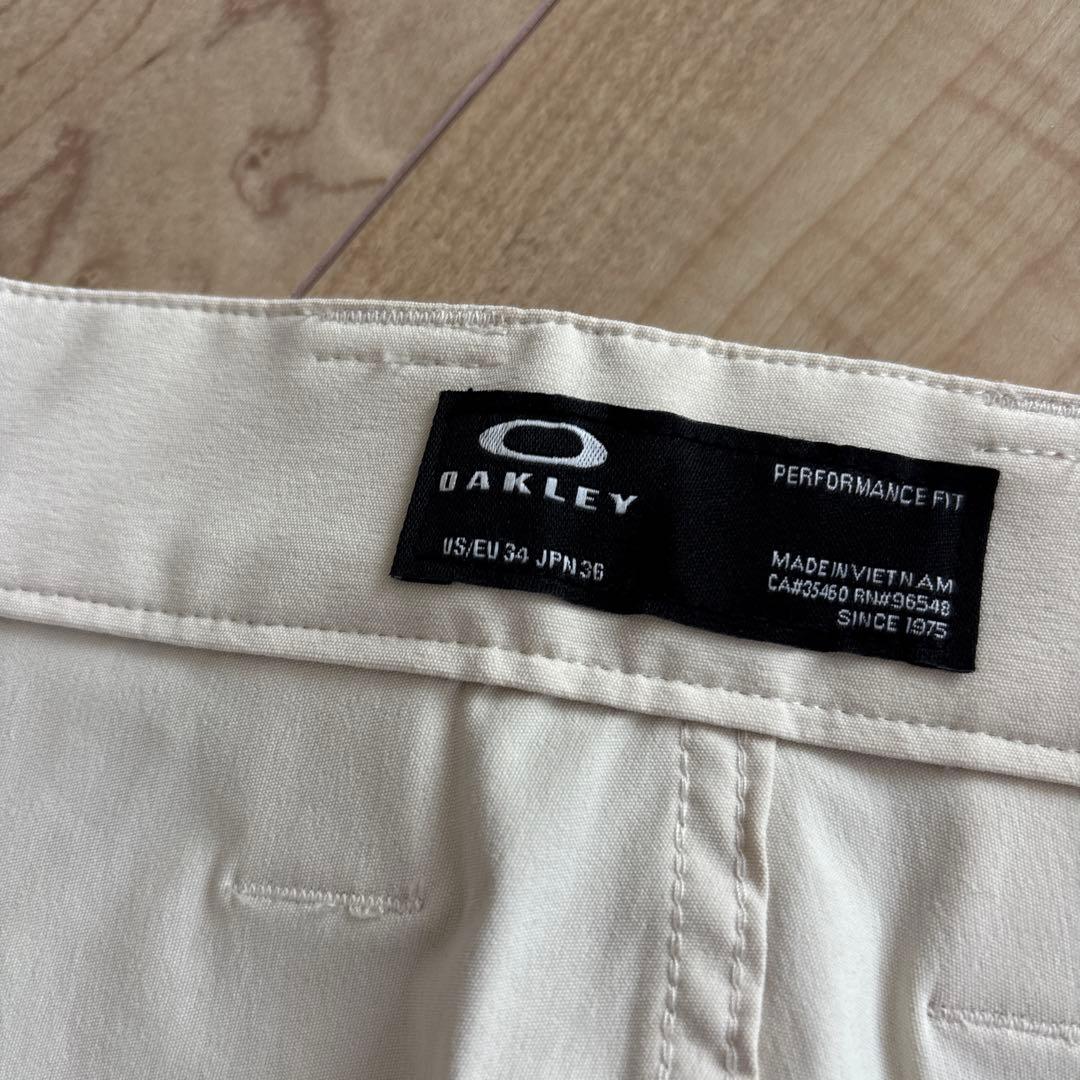 OAKLEY
US/EU 34 JPN 36
PERFORMANCE FIT
MADE IN VIETNAM
CA#35460 RN#96548
SINCE 1975